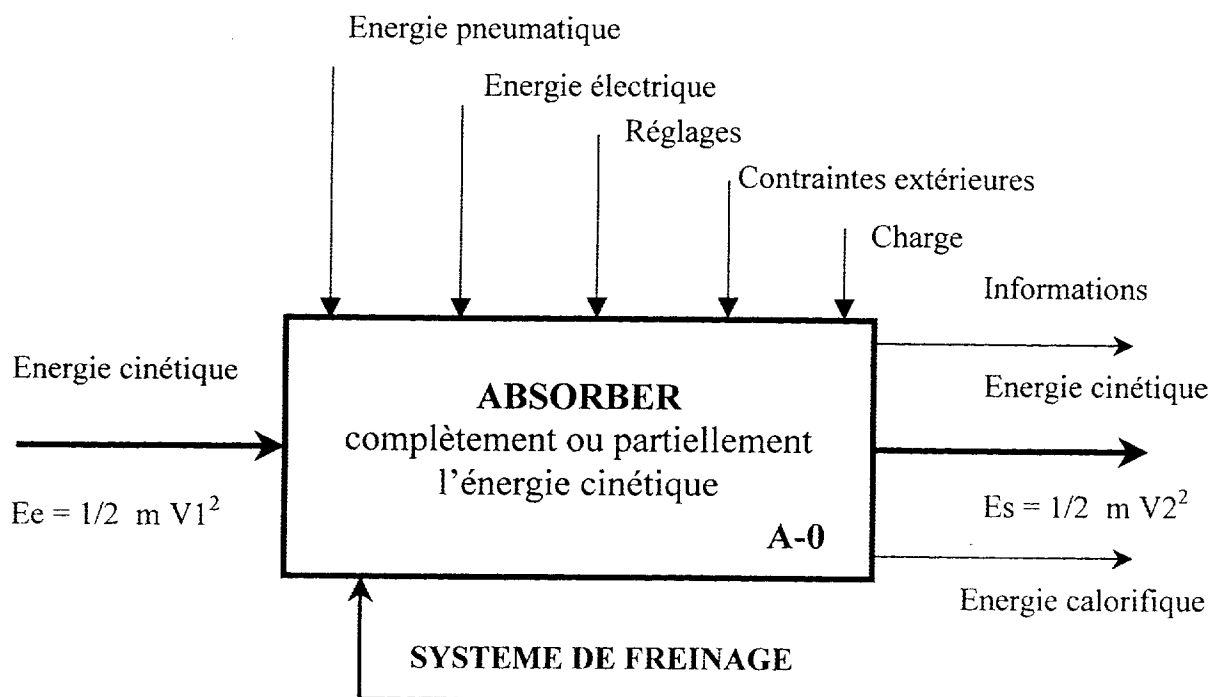 Energie pneumatique
Energie électrique
Réglages
Contraintes extérieures
Charge
Informations
Energie cinétique
Energie cinétique
ABSORBER
complètement ou partiellement
l'énergie cinétique
Ee = 1/2 m V1²
Es = 1/2 m V2²
A-0
Energie calorifique
SYSTEME DE FREINAGE